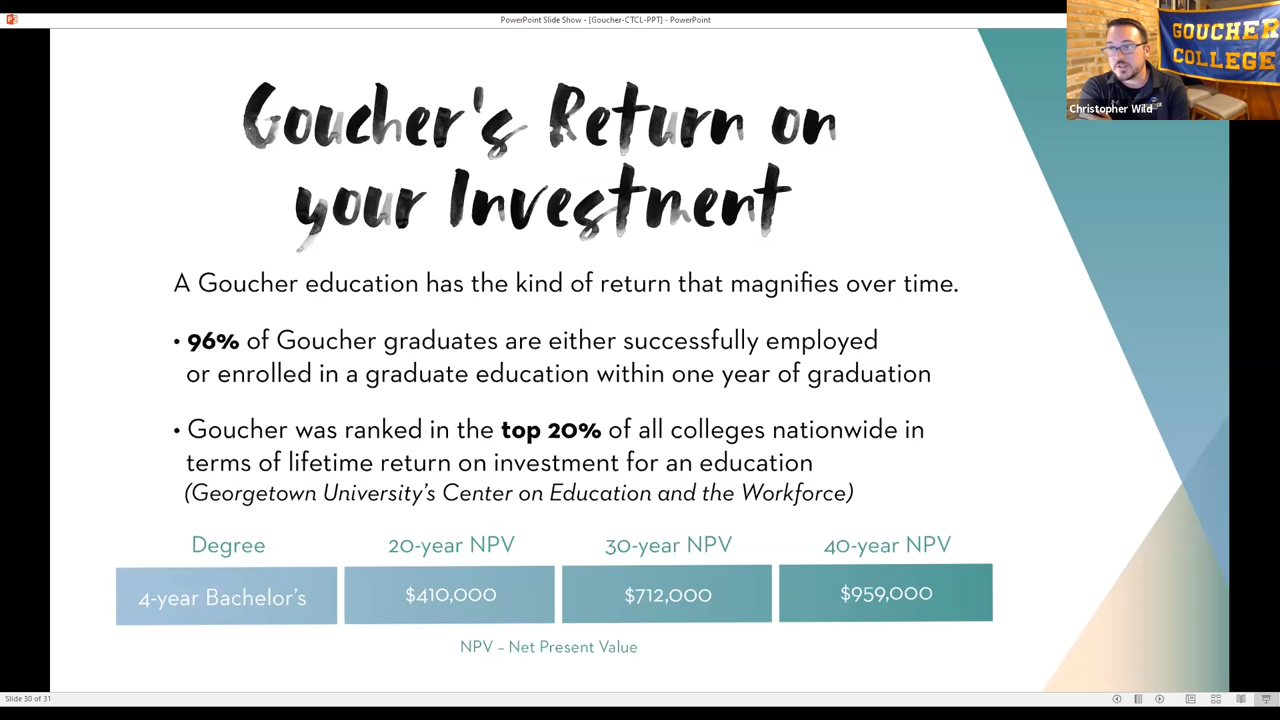 PowerPoint Slide Show - [Goucher-CTCL-PPT] - PowerPoint
GOUCHER
COLLEGE
Christopher Wild
Goucher's Return on
your Investment
A Goucher education has the kind of return that magnifies over time.
• 96% of Goucher graduates are either successfully employed
or enrolled in a graduate education within one year of graduation
• Goucher was ranked in the top 20% of all colleges nationwide in
terms of lifetime return on investment for an education
(Georgetown University's Center on Education and the Workforce)
Degree 20-year NPV 30-year NPV 40-year NPV
4-year Bachelor's $410,000 $712,000 $959,000
NPV – Net Present Value
Slide 30 of 31